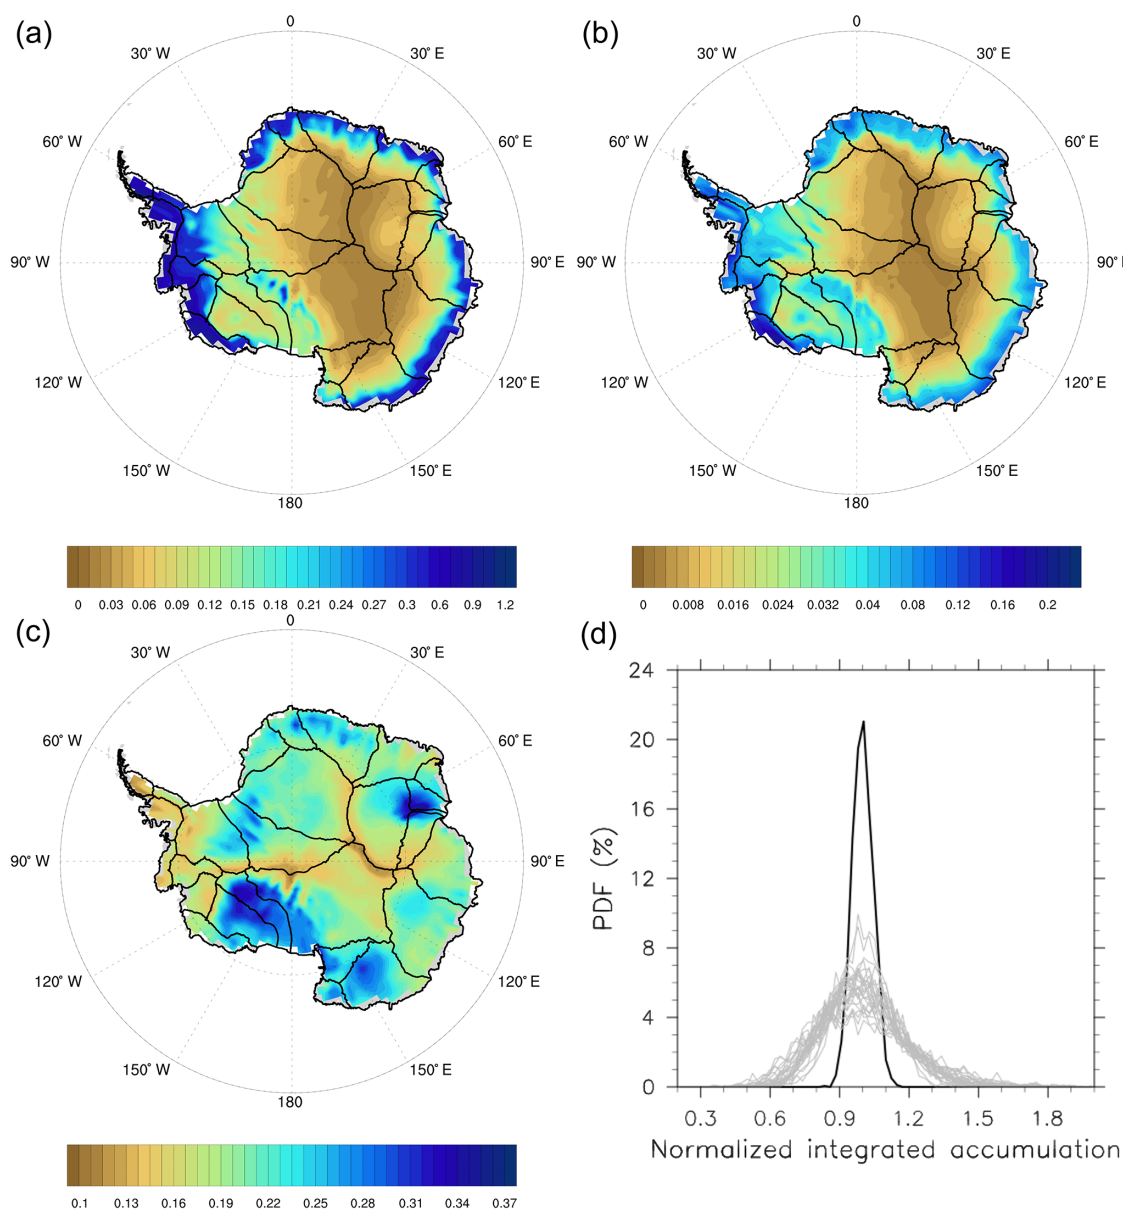 (a)
0
30° W
30° E
60° W
60° E
90° W
90° E
120° W
120° E
150° W
150° E
180
0 0.03 0.06 0.09 0.12 0.15 0.18 0.21 0.24 0.27 0.3 0.6 0.9 1.2
(b)
0
30° W
30° E
60° W
60° E
90° W
90°
120° W
120° E
150° W
150° E
180
0 0.008 0.016 0.024 0.032 0.04 0.08 0.12 0.16 0.2
(c)
0
30° W
30° E
60° W
60° E
90° W
90° E
120° W
120° E
150° W
150° E
180
0.1 0.13 0.16 0.19 0.22 0.25 0.28 0.31 0.34 0.37
(d)
24
20
16
12
8
4
0
PDF (%)
0.3 0.6 0.9 1.2 1.5 1.8
Normalized integrated accumulation